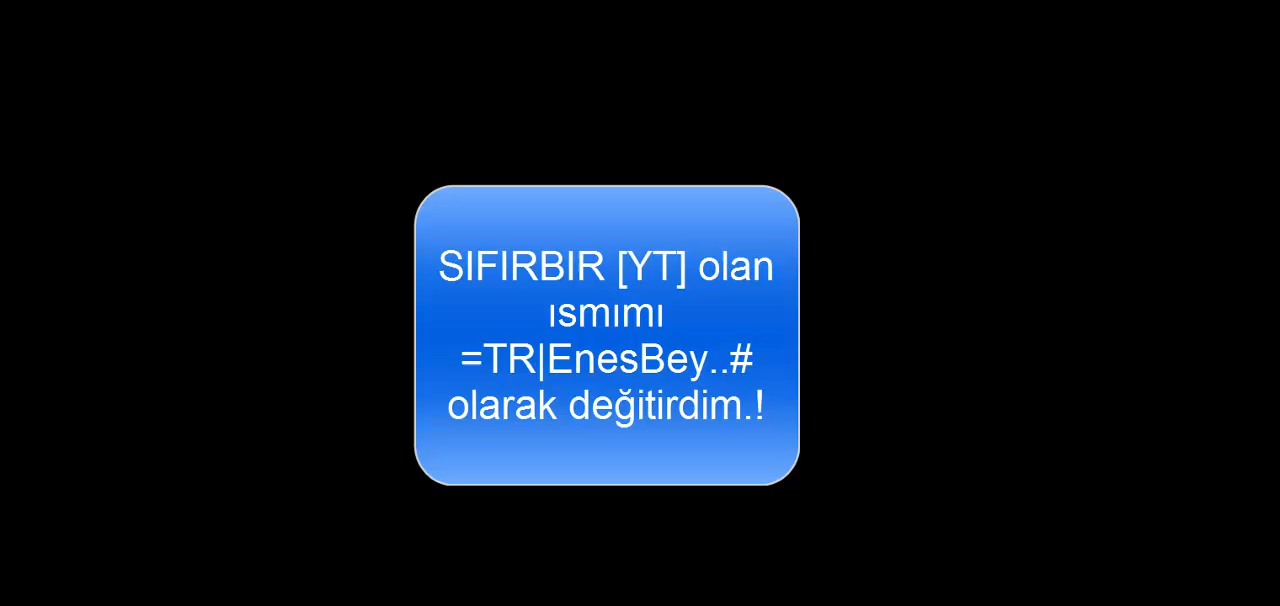 SIFIRBIR [YT] olan
ısmımı
=TR|EnesBey..#
olarak değitirdim.!